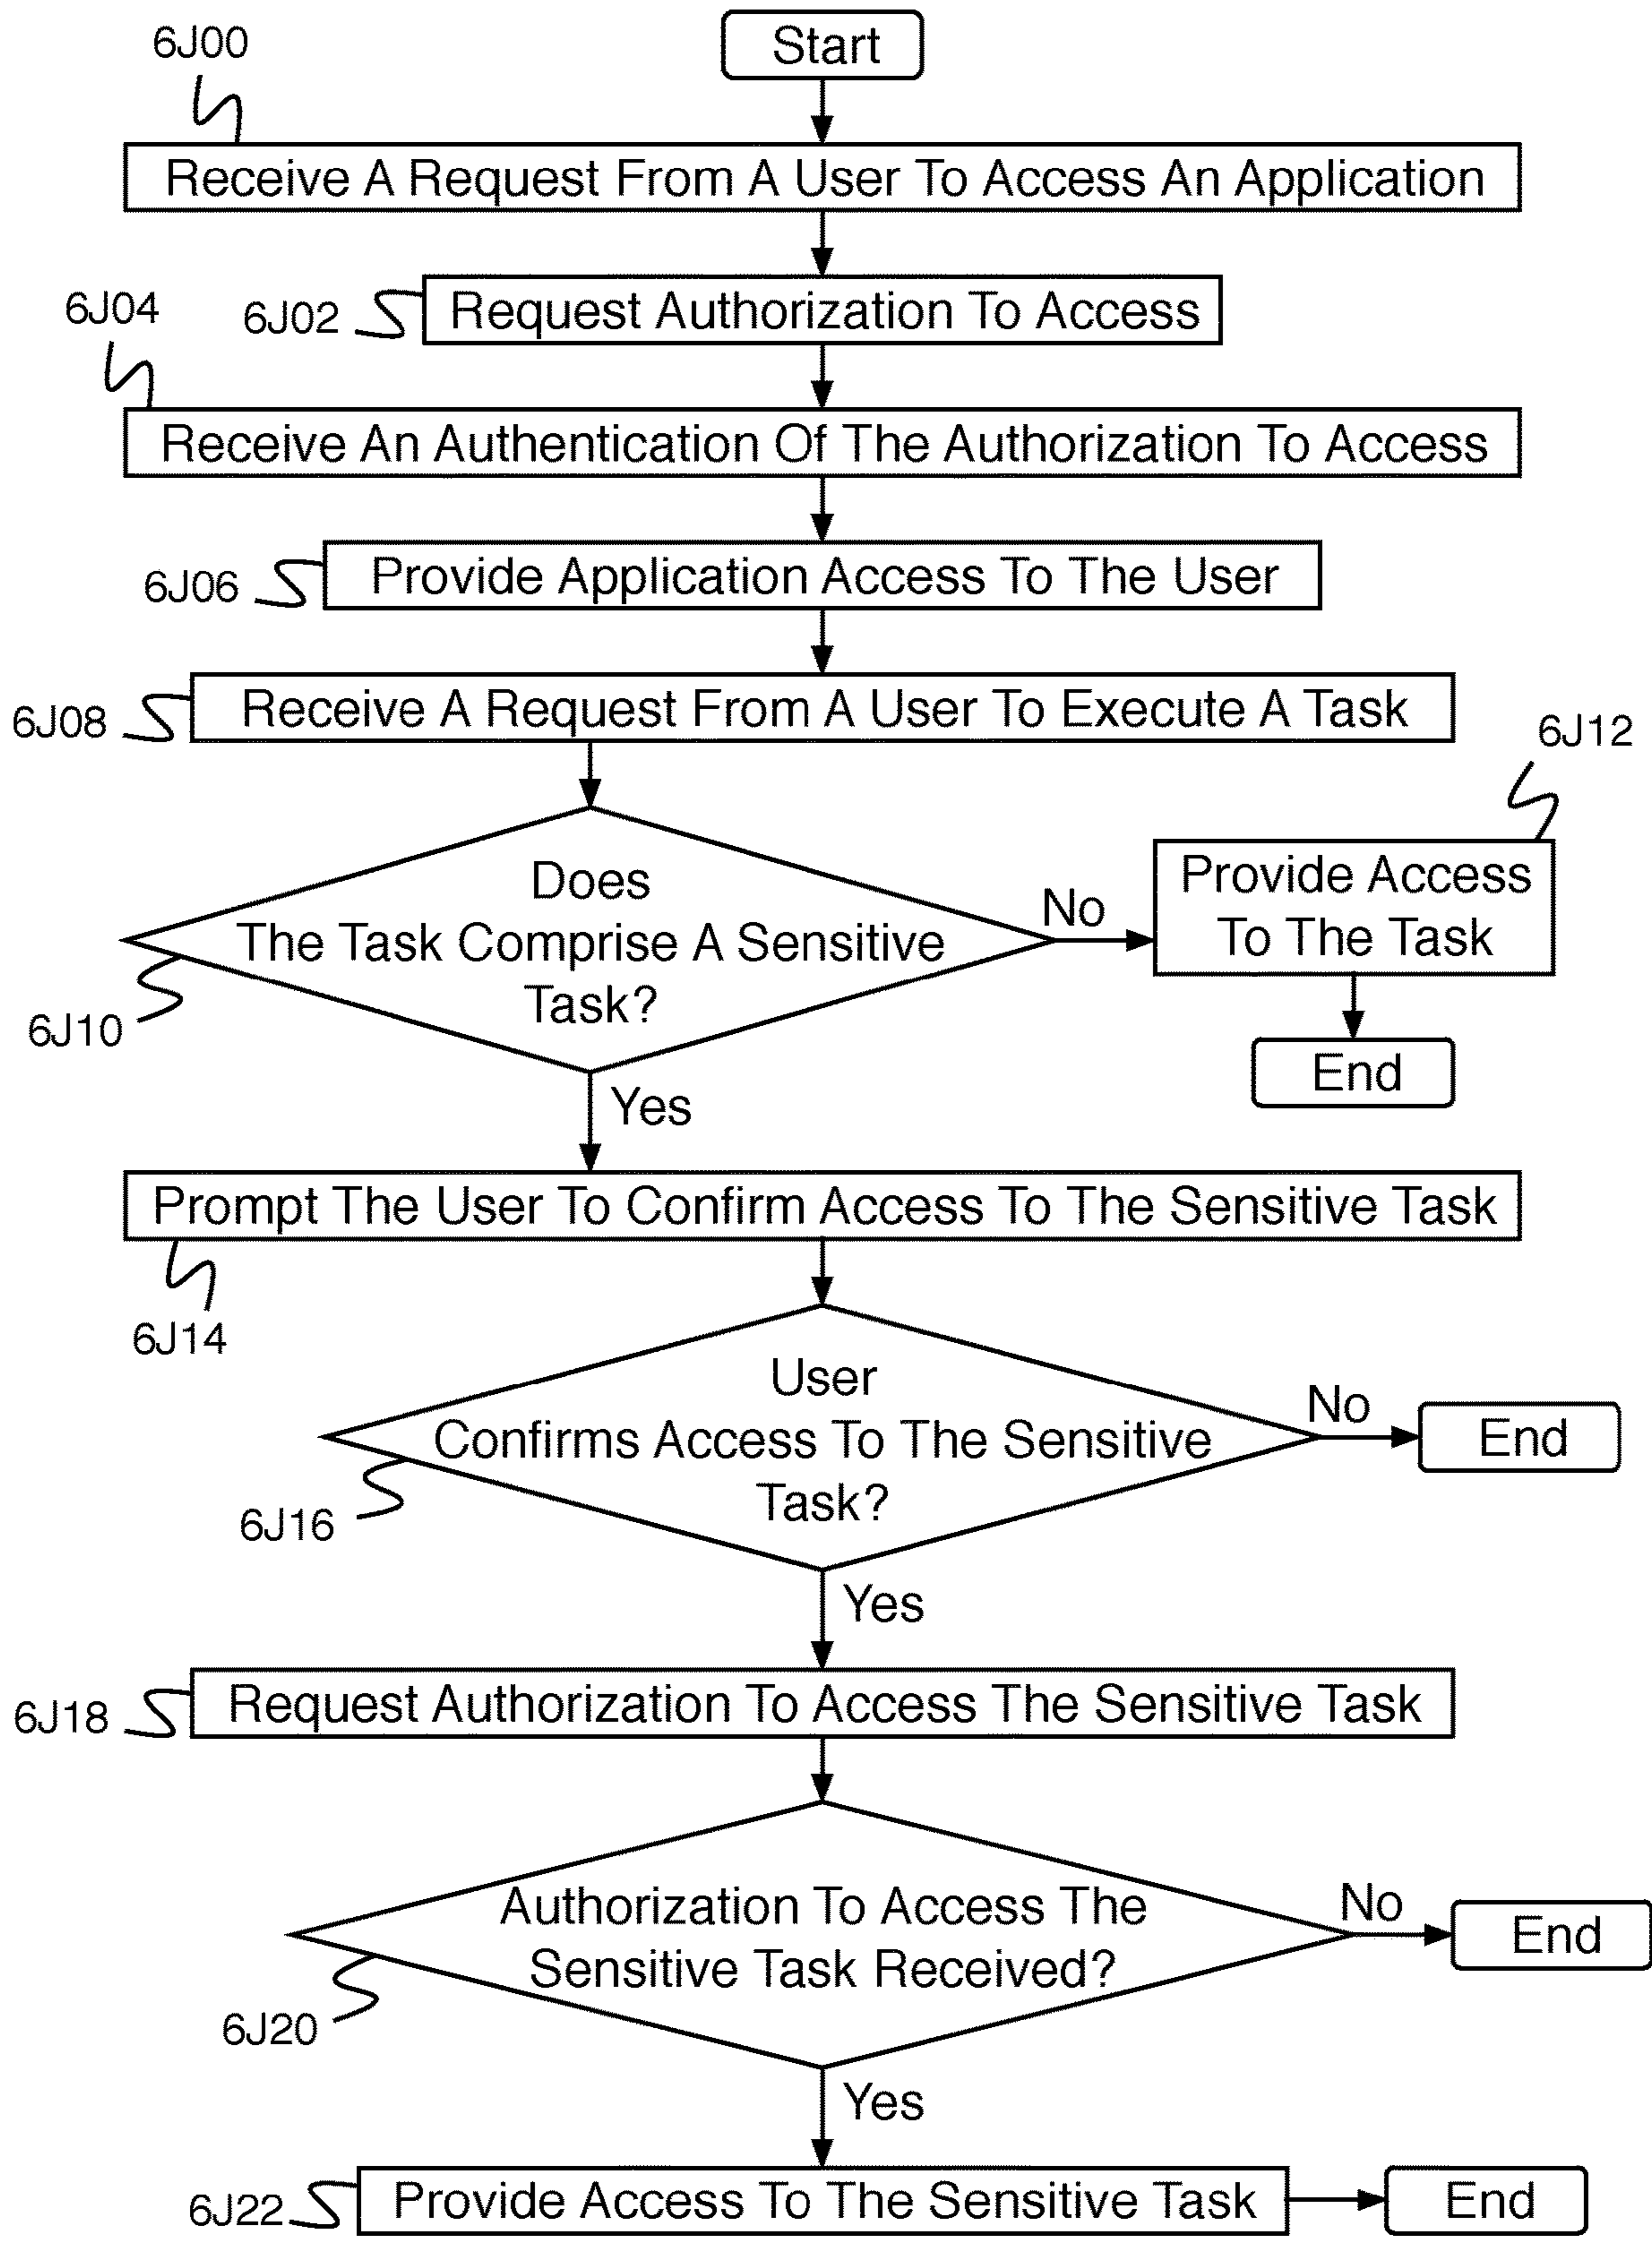 6J00
Start
Receive A Request From A User To Access An Application
6J04
6J02
Request Authorization To Access
Receive An Authentication Of The Authorization To Access
6J06
Provide Application Access To The User
6J08
Receive A Request From A User To Execute A Task
6J12
Does
The Task Comprise A Sensitive
Task?
No
Provide Access
To The Task
6J10
End
Yes
Prompt The User To Confirm Access To The Sensitive Task
6J14
User
Confirms Access To The Sensitive
Task?
No
End
6J16
Yes
6J18
Request Authorization To Access The Sensitive Task
Authorization To Access The
Sensitive Task Received?
No
End
6J20
Yes
6J22
Provide Access To The Sensitive Task
End